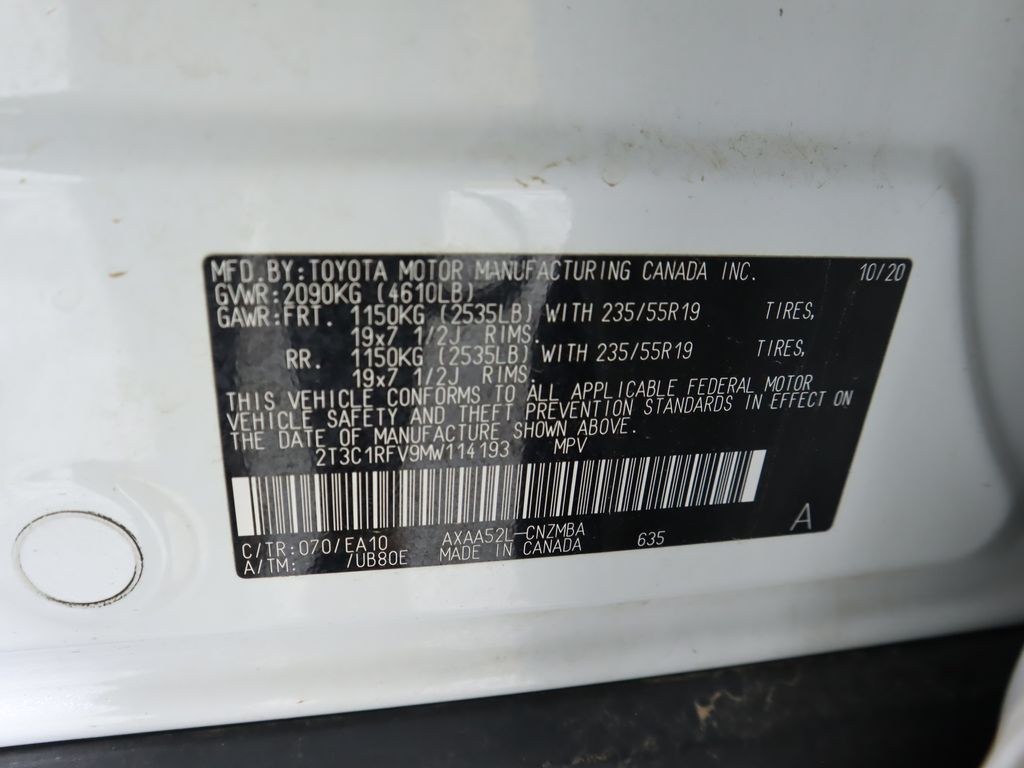 MFD.BY:TOYOTA MOTOR MANUFACTURING CANADA INC. 10/20
GVWR:2090KG (4610LB)
GAWR:FRT. 1150KG (2535LB) WITH 235/55R19 TIRES,
19x7 1/2J RIMS.
RR. 1150KG (2535LB) WITH 235/55R19 TIRES,
19x7 1/2J RIMS.
THIS VEHICLE CONFORMS TO ALL APPLICABLE FEDERAL MOTOR
VEHICLE SAFETY AND THEFT PREVENTION STANDARDS IN EFFECT ON
THE DATE OF MANUFACTURE SHOWN ABOVE.
2T3C1RFV9MW114193 MPV
C/TR:070/EA10 AXAA52L-CNZMBA 635 A
A/TM: /UB80E MADE IN CANADA